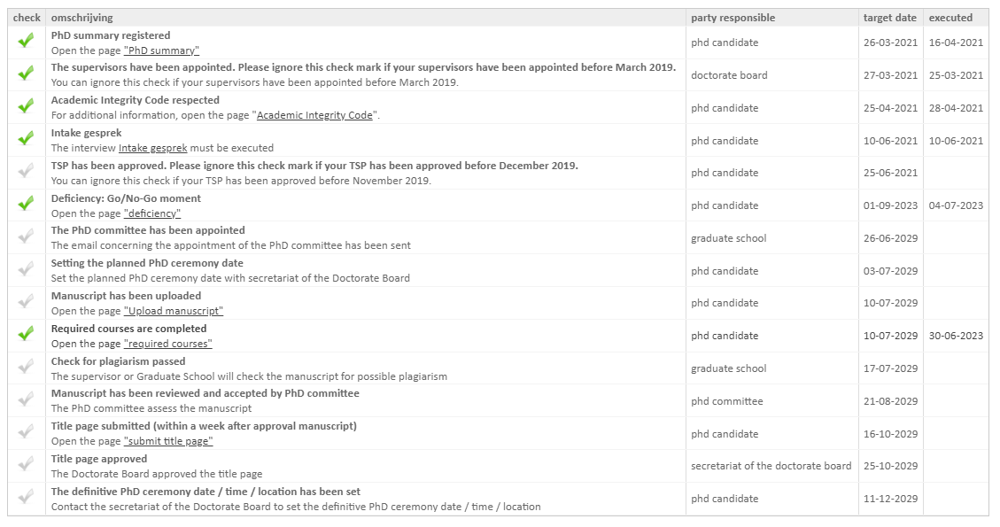 check omschrijving party responsible target date executed
PhD summary registered
Open the page "PhD summary"
phd candidate 26-03-2021 16-04-2021
The supervisors have been appointed. Please ignore this check mark if your supervisors have been appointed before March 2019.
You can ignore this check if your supervisors have been appointed before March 2019.
doctorate board 27-03-2021 25-03-2021
Academic Integrity Code respected
For additional information, open the page "Academic Integrity Code".
phd candidate 25-04-2021 28-04-2021
Intake gesprek
The interview Intake gesprek must be executed
phd candidate 10-06-2021 10-06-2021
TSP has been approved. Please ignore this check mark if your TSP has been approved before December 2019.
You can ignore this check if your TSP has been approved before November 2019.
phd candidate 25-06-2021
Deficiency: Go/No-Go moment
Open the page "deficiency"
phd candidate 01-09-2023 04-07-2023
The PhD committee has been appointed
The email concerning the appointment of the PhD committee has been sent
graduate school 26-06-2029
Setting the planned PhD ceremony date
Set the planned PhD ceremony date with secretariat of the Doctorate Board
phd candidate 03-07-2029
Manuscript has been uploaded
Open the page "Upload manuscript"
phd candidate 10-07-2029
Required courses are completed
Open the page "required courses"
phd candidate 10-07-2029 30-06-2023
Check for plagiarism passed
The supervisor or Graduate School will check the manuscript for possible plagiarism
graduate school 17-07-2029
Manuscript has been reviewed and accepted by PhD committee
The PhD committee assess the manuscript
phd committee 21-08-2029
Title page submitted (within a week after approval manuscript)
Open the page "submit title page"
phd candidate 16-10-2029
Title page approved
The Doctorate Board approved the title page
secretariat of the doctorate board 25-10-2029
The definitive PhD ceremony date / time / location has been set
Contact the secretariat of the Doctorate Board to set the definitive PhD ceremony date / time / location
phd candidate 11-12-2029